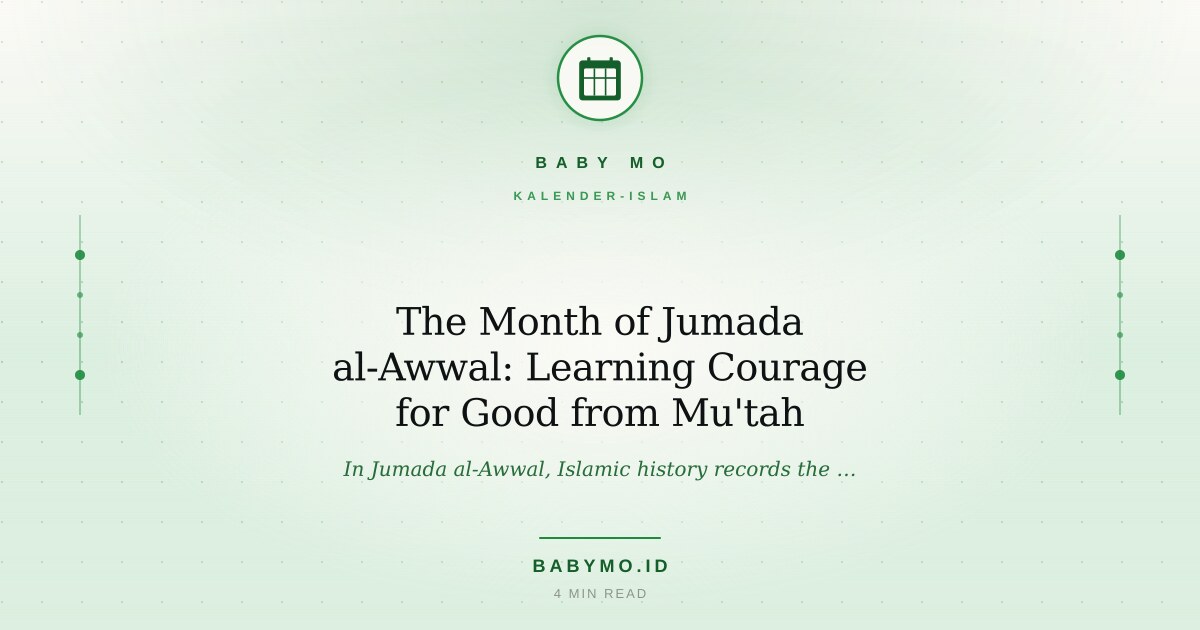 BABY MO
KALENDER-ISLAM
The Month of Jumada
al-Awwal: Learning Courage
for Good from Mu'tah
In Jumada al-Awwal, Islamic history records the ...
BABYMO.ID
4 MIN READ